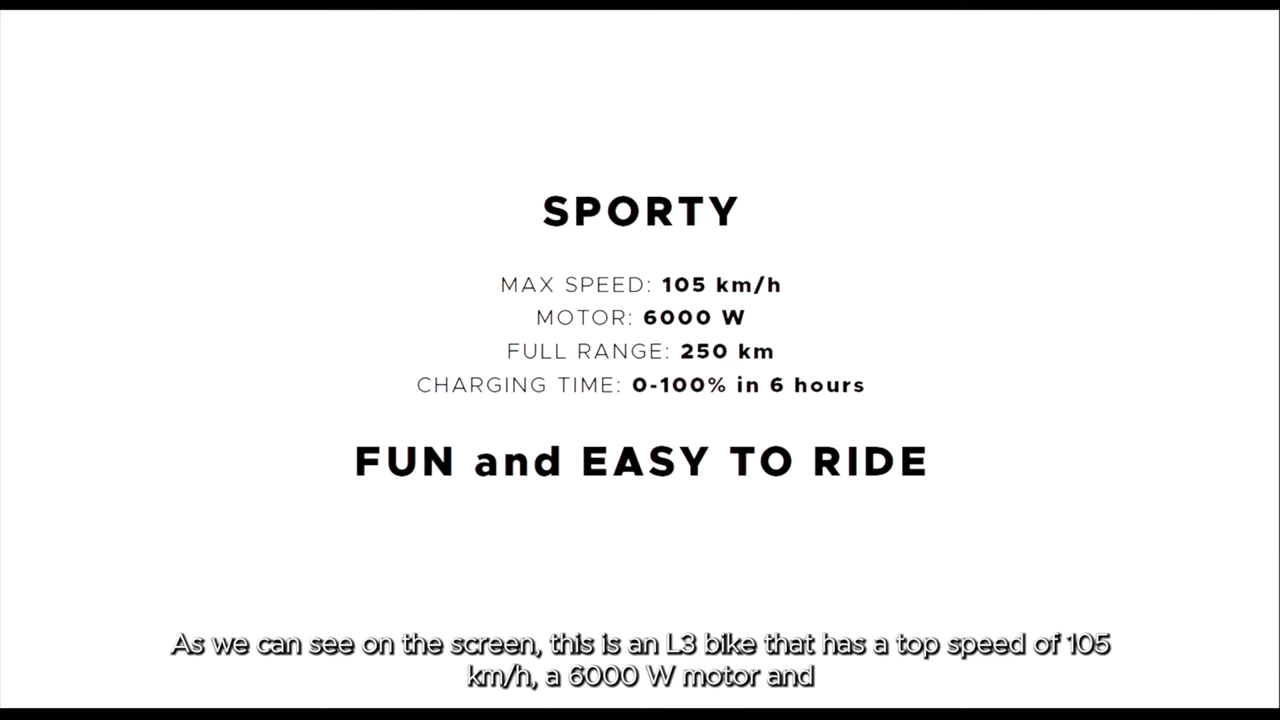 SPORTY
MAX SPEED: 105 km/h
MOTOR: 6000 W
FULL RANGE: 250 km
CHARGING TIME: 0-100% in 6 hours
FUN and EASY TO RIDE
As we can see on the screen, this is an L3 bike that has a top speed of 105
km/h, a 6000 W motor and